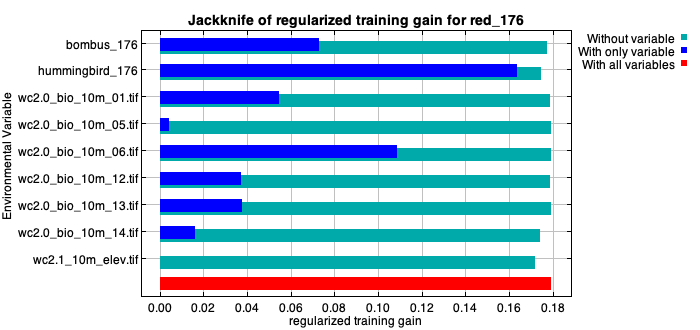 Jackknife of regularized training gain for red_176
Environmental Variable
bombus_176
hummingbird_176
wc2.0_bio_10m_01.tif
wc2.0_bio_10m_05.tif
wc2.0_bio_10m_06.tif
wc2.0_bio_10m_12.tif
wc2.0_bio_10m_13.tif
wc2.0_bio_10m_14.tif
wc2.1_10m_elev.tif
0.00 0.02 0.04 0.06 0.08 0.10 0.12 0.14 0.16 0.18
regularized training gain
Without variable
With only variable
With all variables